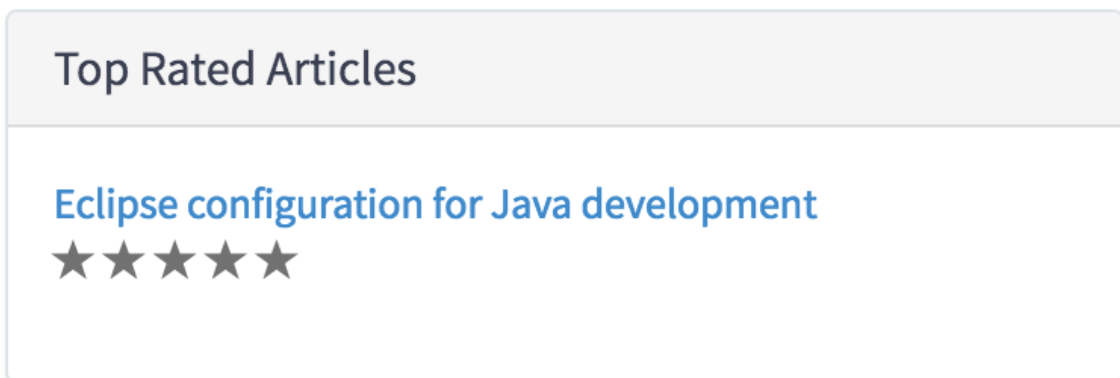 Top Rated Articles
Eclipse configuration for Java development